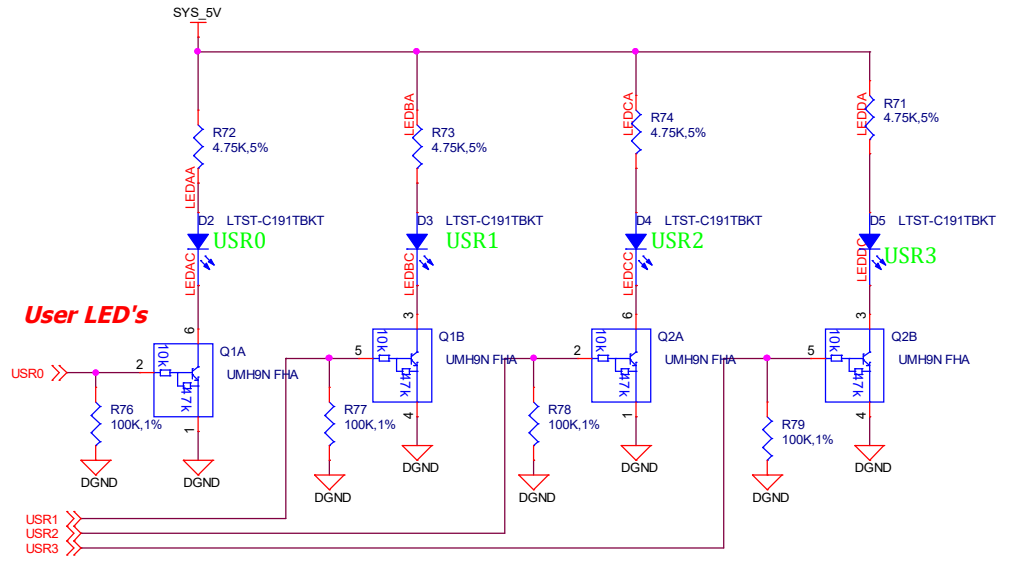 SYS_5V
R72
4.75K,5%
LEDAA
D2 LTST-C191TBKT
USR0
LEDAC
LEDBA
R73
4.75K,5%
D3 LTST-C191TBKT
USR1
LEDBC
LEDCA
R74
4.75K,5%
D4 LTST-C191TBKT
USR2
LEDCC
LEDDA
R71
4.75K,5%
D5 LTST-C191TBKT
USR3
LEDDC
User LED's
USR0
R76
100K,1%
DGND
2
6
10k
47k
1
Q1A
UMH9N FHA
DGND
5
3
10k
47k
4
Q1B
UMH9N FHA
R77
100K,1%
DGND
DGND
2
6
10k
47k
1
Q2A
UMH9N FHA
R78
100K,1%
DGND
DGND
5
3
10k
47k
4
Q2B
UMH9N FHA
R79
100K,1%
DGND
DGND
USR1
USR2
USR3